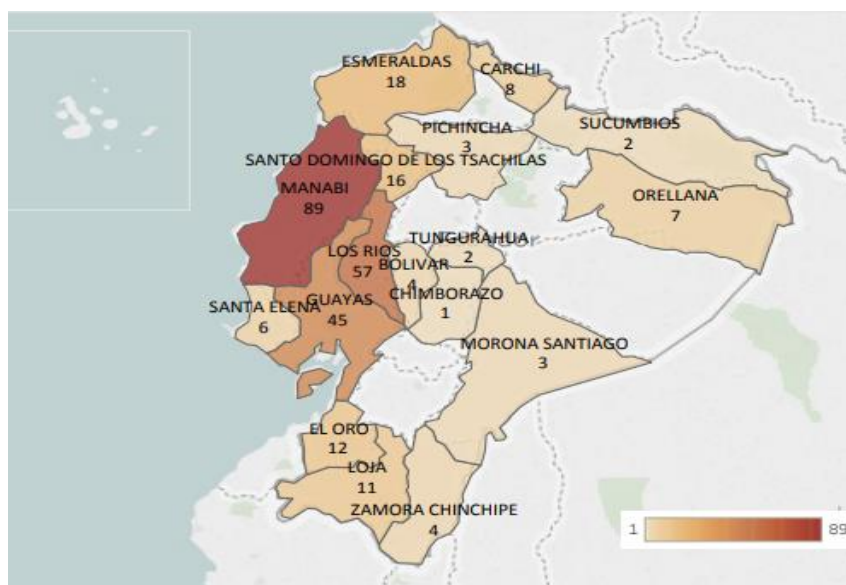 ESMERALDAS
18
CARCHI
8
PICHINCHA
3
SUCUMBIOS
2
SANTO DOMINGO DE LOS TSACHILAS
16
MANABI
89
ORELLANA
7
LOS RIOS
57
TUNGURAHUA
2
BOLIVAR
4
CHIMBORAZO
1
SANTA ELENA
6
GUAYAS
45
MORONA SANTIAGO
3
EL ORO
12
LOJA
11
ZAMORA CHINCHIPE
4
1
89